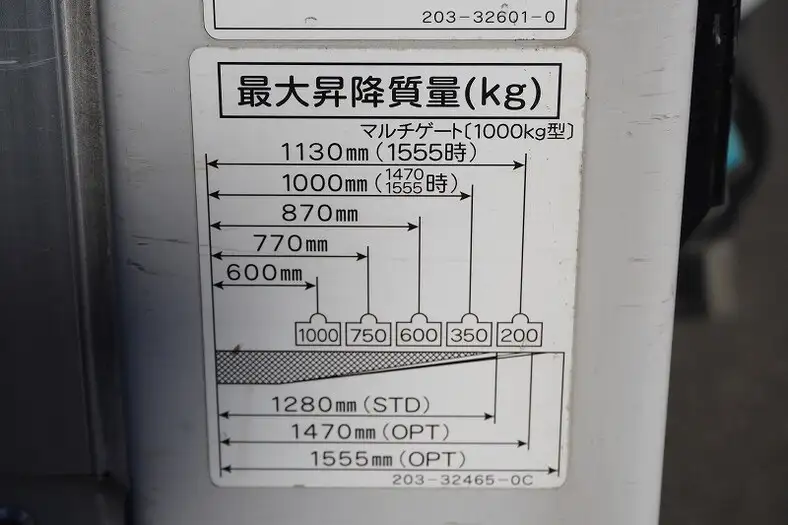 203-32601-0
最大昇降質量(kg)
マルチゲート〔1000kg型〕
1130mm(1555時)
1000mm(1470 1555時)
870mm
770mm
600mm
1000 750 600 350 200
1280mm(STD)
1470mm(OPT)
1555mm(OPT)
203-32465-0C